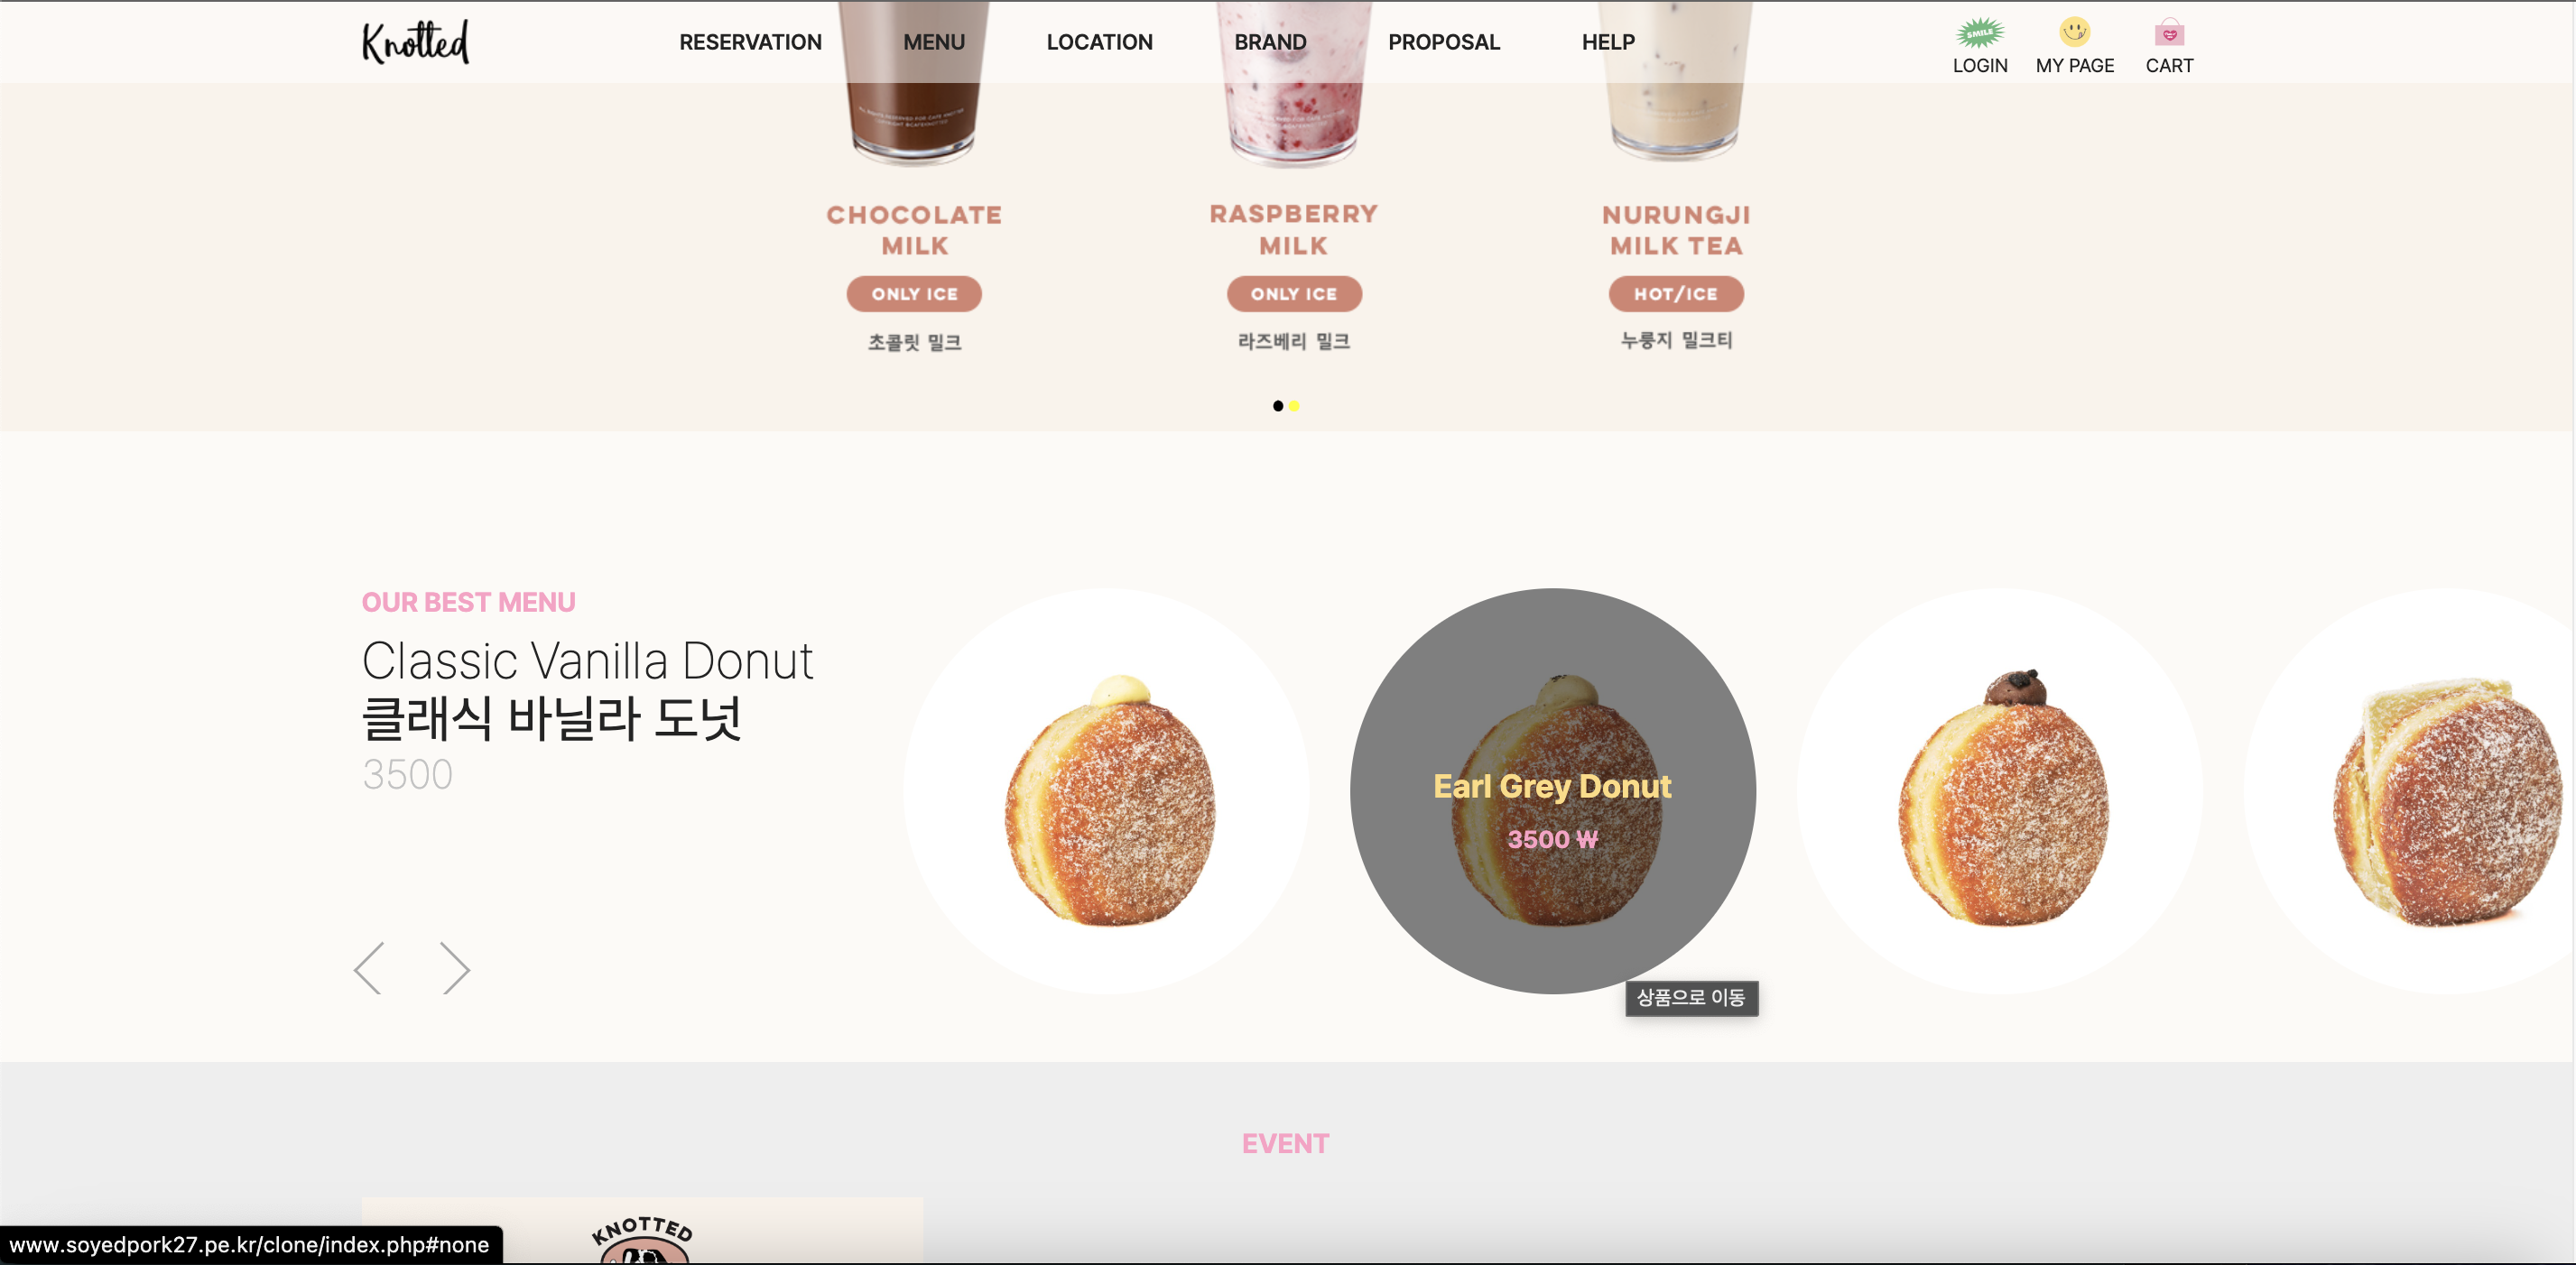 Knotted
RESERVATION
MENU
LOCATION
BRAND
PROPOSAL
HELP
SMILE
LOGIN
MY PAGE
CART
CHOCOLATE
MILK
ONLY ICE
초콜릿 밀크
RASPBERRY
MILK
ONLY ICE
라즈베리 밀크
NURUNGJI
MILK TEA
HOT/ICE
누룽지 밀크티
OUR BEST MENU
Classic Vanilla Donut
클래식 바닐라 도넛
3500
Earl Grey Donut
3500 ₩
상품으로 이동
EVENT
KNOTTED
www.soyedpork27.pe.kr/clone/index.php#none